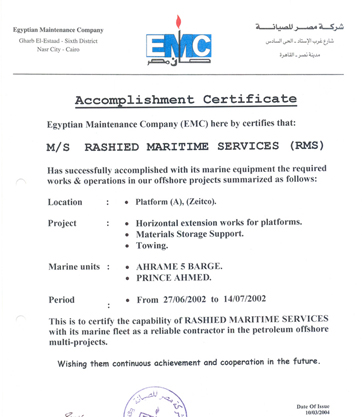 Egyptian Maintenance Company
Gharb El-Estaad - Sixth District
Nasr City - Cairo
EMC
صان مصر
شركة مصر للصيانة
شارع غرب الإستاد - الحى السادس
مدينة نصر - القاهرة
Accomplishment Certificate
Egyptian Maintenance Company (EMC) here by certifies that:
M/S RASHIED MARITIME SERVICES (RMS)
Has successfully accomplished with its marine equipment the required
works & operations in our offshore projects summarized as follows:
Location : • Platform (A), (Zeitco).
Project : • Horizontal extension works for platforms.
• Materials Storage Support.
• Towing.
Marine units : • AHRAME 5 BARGE.
• PRINCE AHMED.
Period : • From 27/06/2002 to 14/07/2002
This is to certify the capability of RASHIED MARITIME SERVICES
with its marine fleet as a reliable contractor in the petroleum offshore
multi-projects.
Wishing them continuous achievement and cooperation in the future.
Date Of Issue
10/03/2004